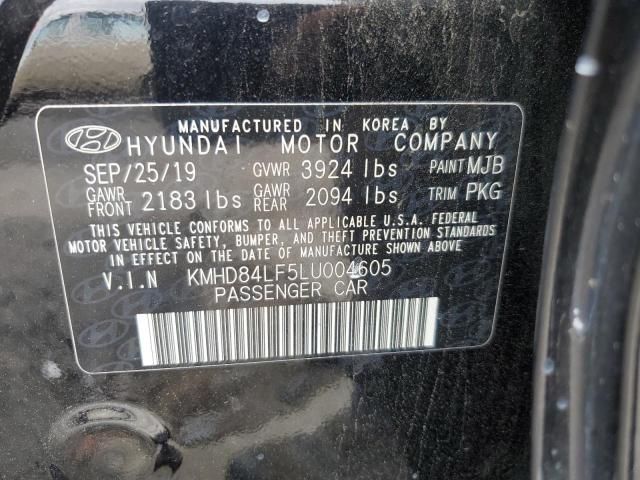 MANUFACTURED IN KOREA BY
HYUNDAI MOTOR COMPANY
SEP/25/19 GVWR 3924 lbs PAINT MJB
GAWR FRONT 2183 lbs GAWR REAR 2094 lbs TRIM PKG
THIS VEHICLE CONFORMS TO ALL APPLICABLE U.S.A. FEDERAL
MOTOR VEHICLE SAFETY, BUMPER, AND THEFT PREVENTION STANDARDS
IN EFFECT ON THE DATE OF MANUFACTURE SHOWN ABOVE.
V.I.N KMHD84LF5LU004605
PASSENGER CAR